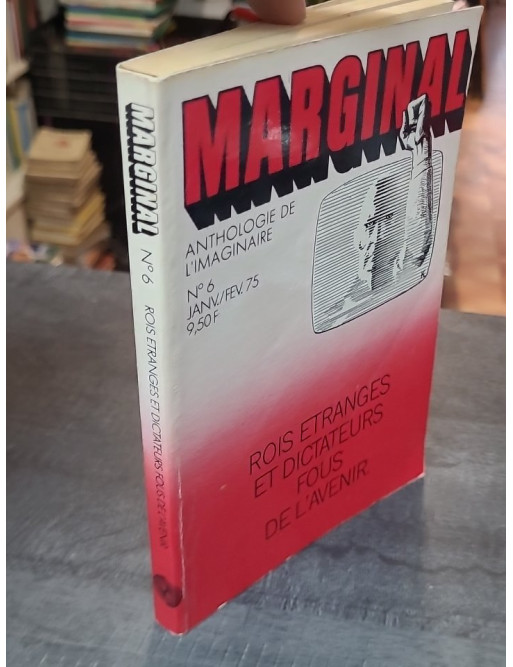 MARGINAL
ANTHOLOGIE DE
L'IMAGINAIRE
N° 6
JANV./FEV. 75
9,50F
ROIS ETRANGES
ET DICTATEURS
FOUS
DE L'AVENIR
MARGINAL N° 6 ROIS ETRANGES ET DICTATEURS FOUS DE L'AVENIR